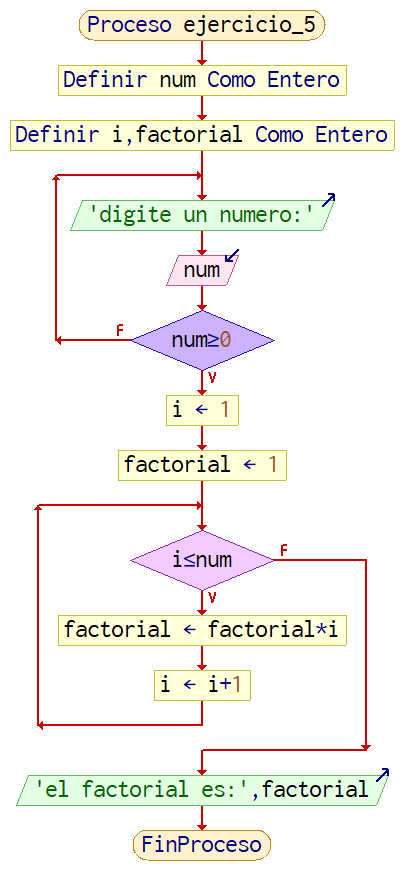 Proceso ejercicio_5
Definir num Como Entero
Definir i,factorial Como Entero
'digite un numero:'
num
F
num≥0
V
i ← 1
factorial ← 1
F
i≤num
V
factorial ← factorial*i
i ← i+1
'el factorial es:',factorial
FinProceso